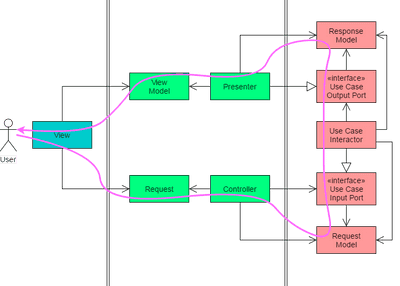 Response
Model
View
Model
Presenter
«interface»
Use Case
Output Port
User
View
Use Case
Interactor
Request
Controller
«interface»
Use Case
Input Port
Request
Model